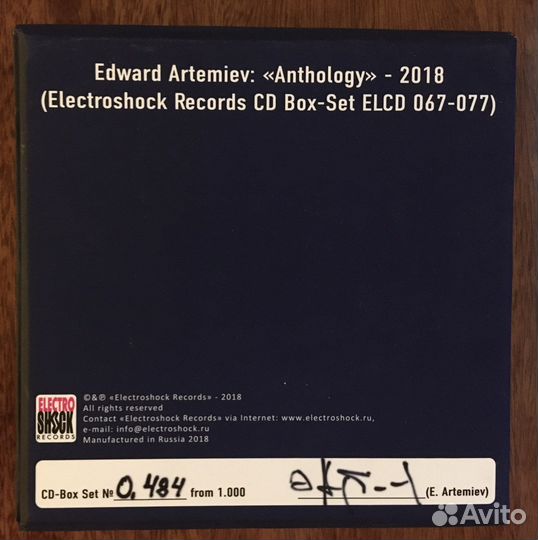 Edward Artemiev: «Anthology» - 2018
(Electroshock Records CD Box-Set ELCD 067-077)
ELECTRO
SHOCK
RECORDS
©&℗ «Electroshock Records» - 2018
All rights reserved
Contact «Electroshock Records» via Internet: www.electroshock.ru,
e-mail: info@electroshock.ru
Manufactured in Russia 2018
CD-Box Set № 0.484 from 1.000 (E. Artemiev)
Avito